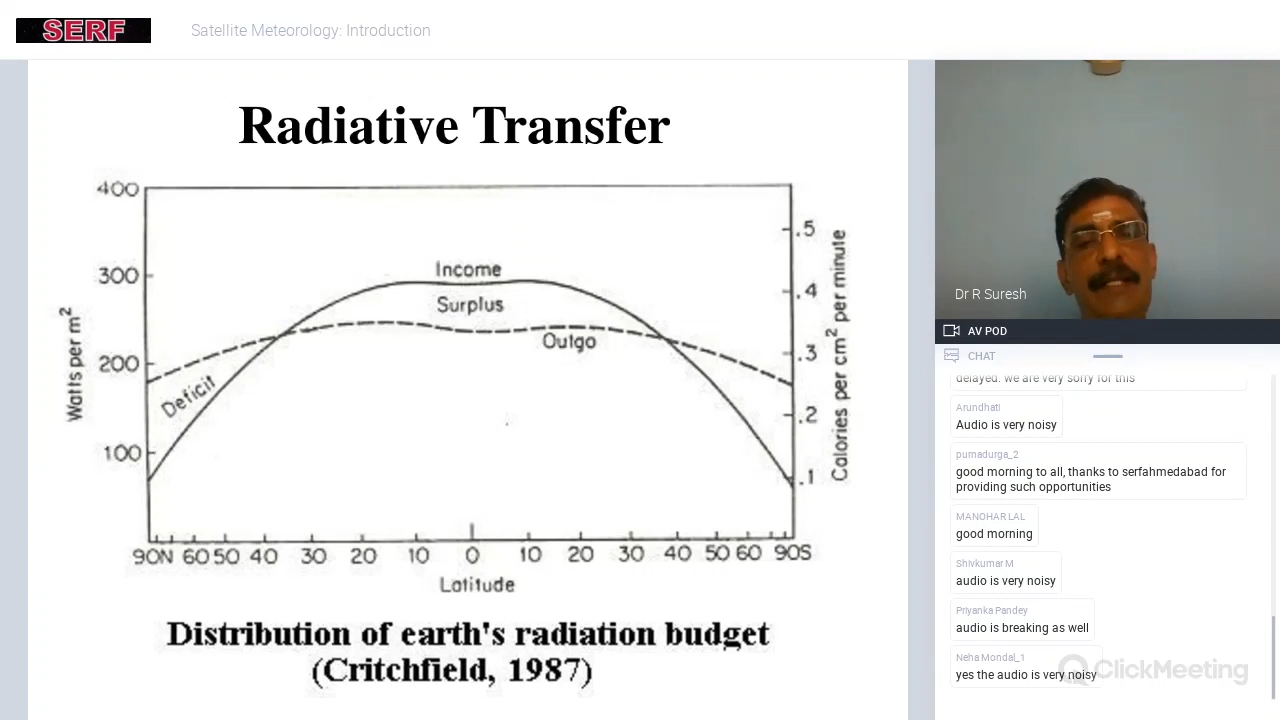 SERF
Satellite Meteorology: Introduction
Radiative Transfer
400
300
200
100
Watts per m2
Income
Surplus
Outgo
Deficit
.5
.4
.3
.2
.1
Calories per cm2 per minute
90N 60 50 40 30 20 10 0 10 20 30 40 50 60 90S
Latitude
Distribution of earth's radiation budget
(Critchfield, 1987)
Dr R Suresh
AV POD
CHAT
delayed. we are very sorry for this
Arundhati
Audio is very noisy
purnadurga_2
good morning to all, thanks to serfahmedabad for
providing such opportunities
MANOHAR LAL
good morning
Shivkumar M
audio is very noisy
Priyanka Pandey
audio is breaking as well
Neha Mondal_1
yes the audio is very noisy
ClickMeeting